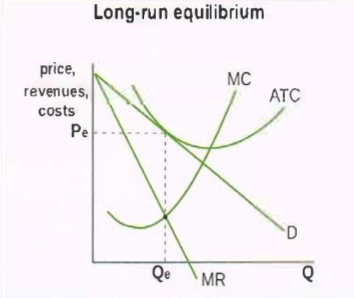 Long-run equilibrium
price,
revenues,
costs
Pe
MC
ATC
D
Qe
MR
Q